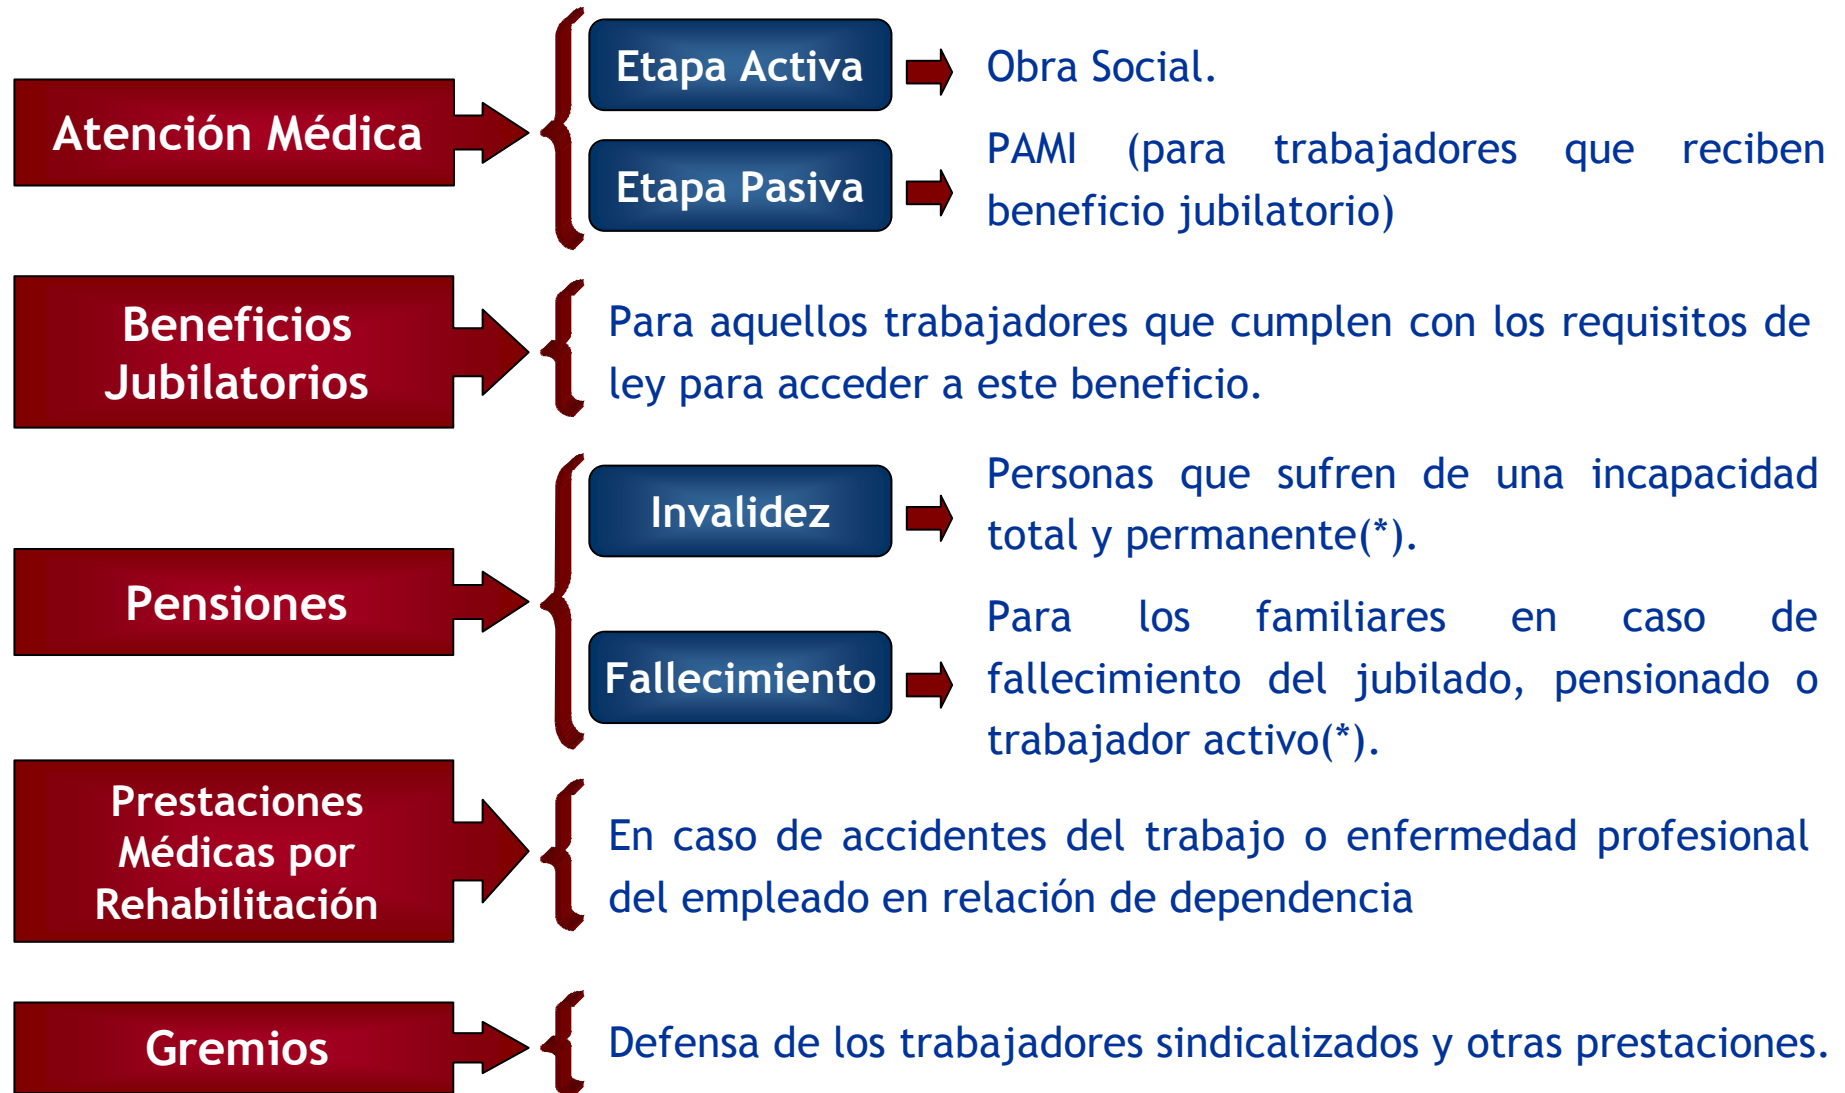 Atención Médica
Etapa Activa
Obra Social.
Etapa Pasiva
PAMI (para trabajadores que reciben
beneficio jubilatorio)
Beneficios
Jubilatorios
Para aquellos trabajadores que cumplen con los requisitos de
ley para acceder a este beneficio.
Pensiones
Invalidez
Personas que sufren de una incapacidad
total y permanente(*).
Fallecimiento
Para los familiares en caso de
fallecimiento del jubilado, pensionado o
trabajador activo(*).
Prestaciones
Médicas por
Rehabilitación
En caso de accidentes del trabajo o enfermedad profesional
del empleado en relación de dependencia
Gremios
Defensa de los trabajadores sindicalizados y otras prestaciones.